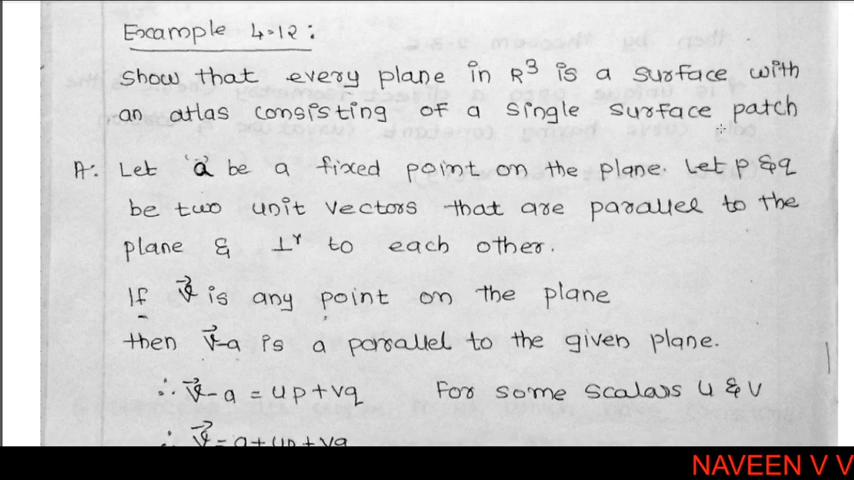 Example 4.12:
Show that every plane in R³ is a surface with
an atlas consisting of a single surface patch
A: Let 'a' be a fixed point on the plane. Let p & q
be two unit vectors that are parallel to the
plane & ⊥ʳ to each other.
If r⃗ is any point on the plane
then r⃗-a is a parallel to the given plane.
∴ r⃗-a = up+vq For some scalars u & v
∴ r⃗ = a+up+vq
NAVEEN V V